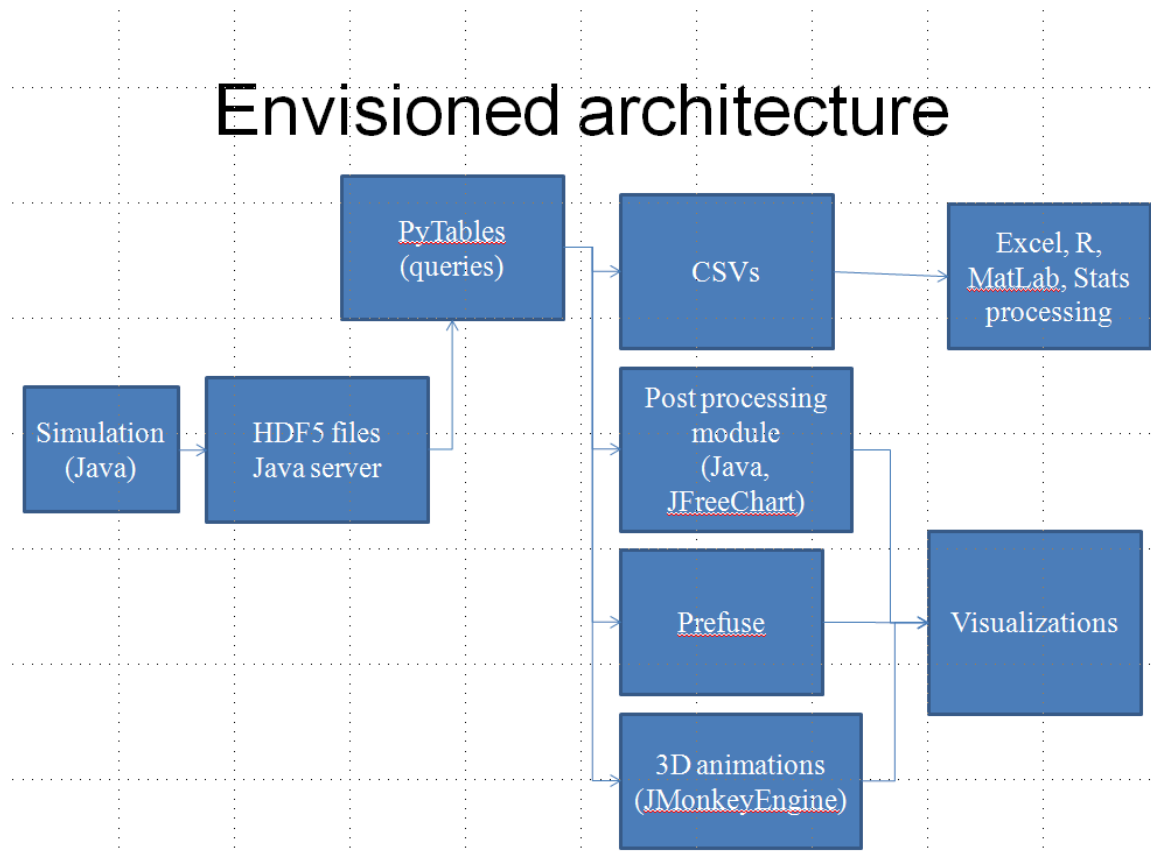 Envisioned architecture
PyTables
(queries)
CSVs
Excel, R,
MatLab, Stats
processing
Simulation
(Java)
HDF5 files
Java server
Post processing
module
(Java,
JFreeChart)
Prefuse
Visualizations
3D animations
(JMonkeyEngine)